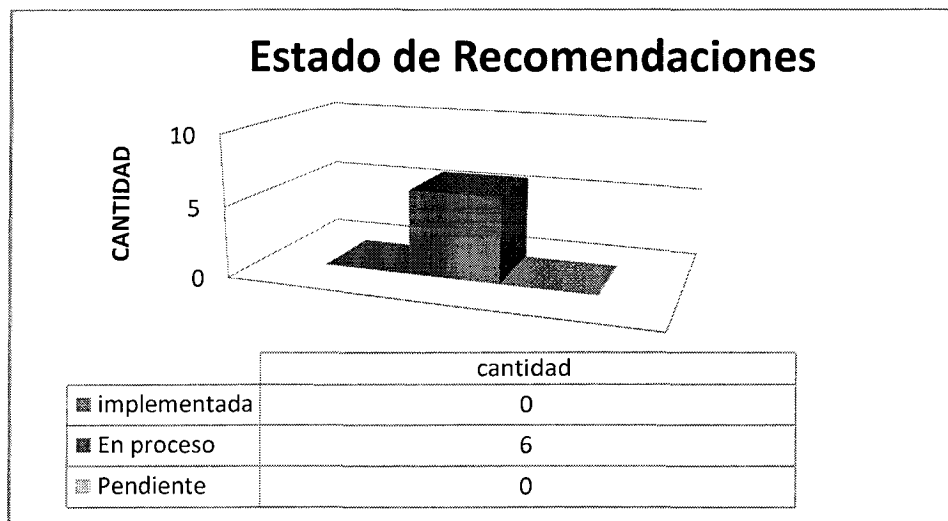 Estado de Recomendaciones
CANTIDAD
10
5
0
cantidad
implementada 0
En proceso 6
Pendiente 0